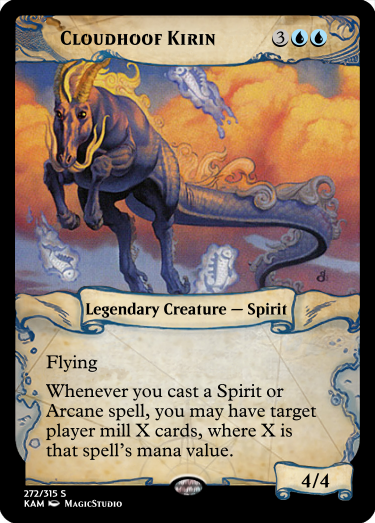 Cloudhoof Kirin 3
Legendary Creature — Spirit
Flying
Whenever you cast a Spirit or
Arcane spell, you may have target
player mill X cards, where X is
that spell's mana value.
4/4
272/315 S
KAM MagicStudio